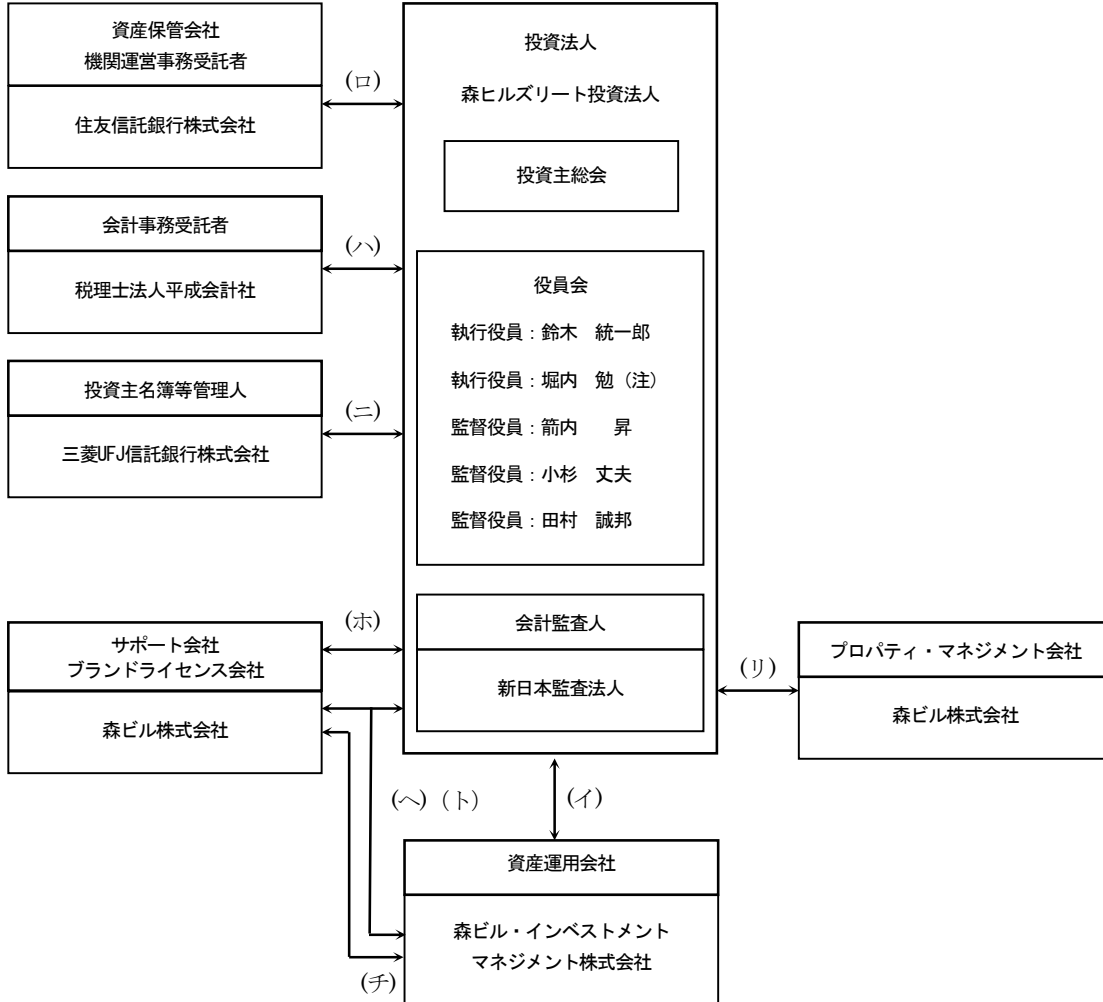 資産保管会社
機関運営事務受託者
住友信託銀行株式会社
(ロ)
会計事務受託者
税理士法人平成会計社
(ハ)
投資主名簿等管理人
三菱UFJ信託銀行株式会社
(ニ)
投資法人
森ヒルズリート投資法人
投資主総会
役員会
執行役員：鈴木　統一郎
執行役員：堀内　勉（注）
監督役員：箭内　　昇
監督役員：小杉　丈夫
監督役員：田村　誠邦
会計監査人
新日本監査法人
サポート会社
ブランドライセンス会社
森ビル株式会社
(ホ)
(ヘ)（ト）
(チ)
(イ)
(リ)
プロパティ・マネジメント会社
森ビル株式会社
資産運用会社
森ビル・インベストメント
マネジメント株式会社